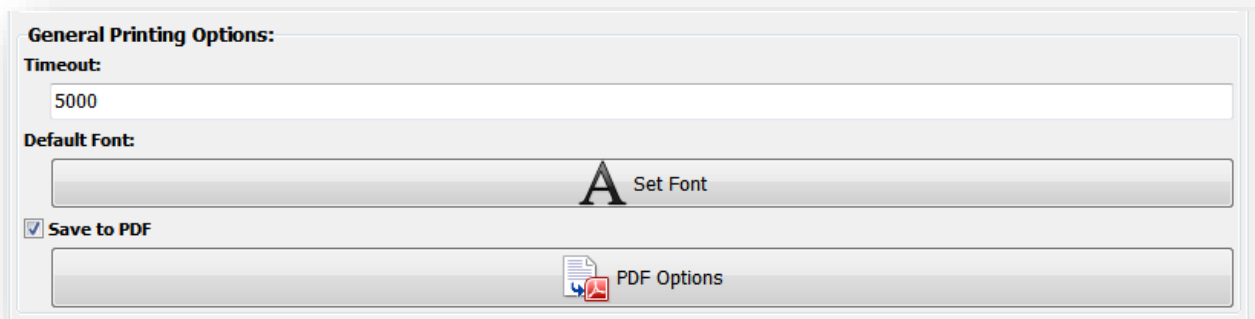 General Printing Options:
Timeout:
5000
Default Font:
A Set Font
Save to PDF
PDF Options